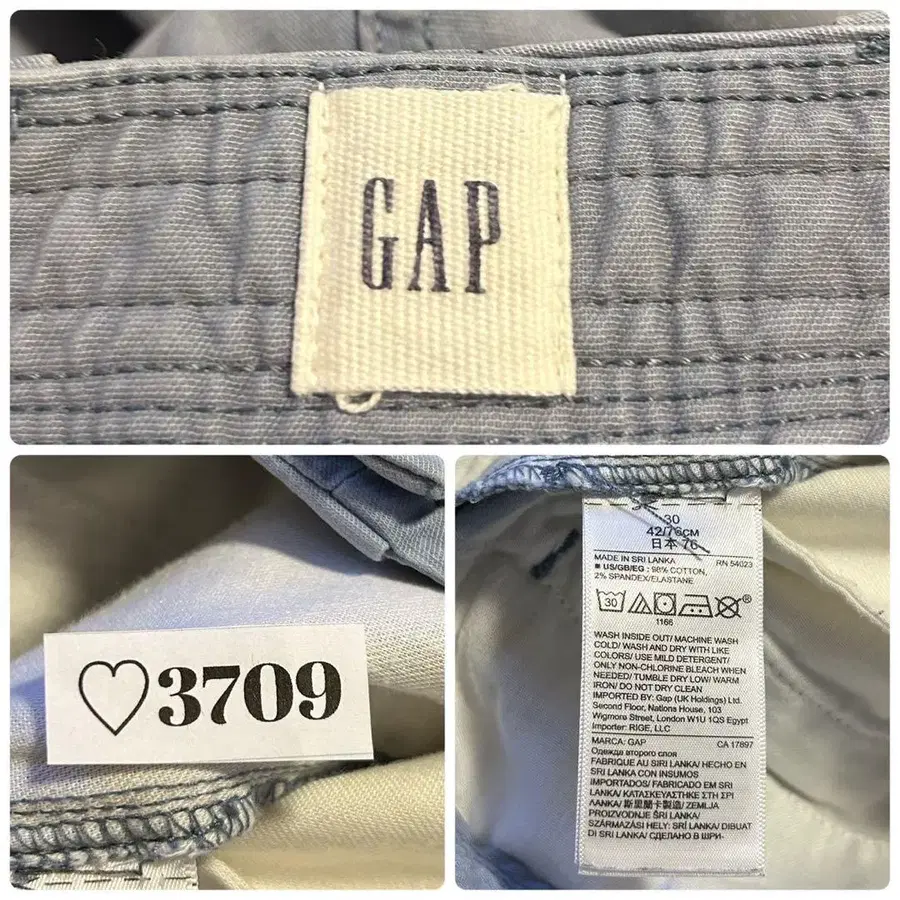 GAP
♡3709
30
42/76CM
日本 76
MADE IN SRI LANKA RN 54023
■ US/GB/EG : 98% COTTON,
2% SPANDEX/ELASTANE
30 ®
1166
WASH INSIDE OUT/ MACHINE WASH
COLD/ WASH AND DRY WITH LIKE
COLORS/ USE MILD DETERGENT/
ONLY NON-CHLORINE BLEACH WHEN
NEEDED/ TUMBLE DRY LOW/ WARM
IRON/ DO NOT DRY CLEAN
IMPORTED BY: Gap (UK Holdings) Ltd.
Second Floor, Nations House, 103
Wigmore Street, London W1U 1QS Egypt
Importer: RIGE, LLC
MARCA: GAP CA 17897
Одежда второго слоя
FABRIQUE AU SRI LANKA/ HECHO EN
SRI LANKA CON INSUMOS
IMPORTADOS/ FABRICADO EM SRI
LANKA/ ΚΑΤΑΣΚΕΥΑΣΤΗΚΕ ΣΤΗ ΣΡΙ
ΛΑΝΚΑ/ 斯里蘭卡製造/ ZEMLJA
PROIZVODNJE SRI LANKA/
SZÁRMAZÁSI HELY: SRÍ LANKA/ DIBUAT
DI SRI LANKA/ СДЕЛАНО В ШРИ-